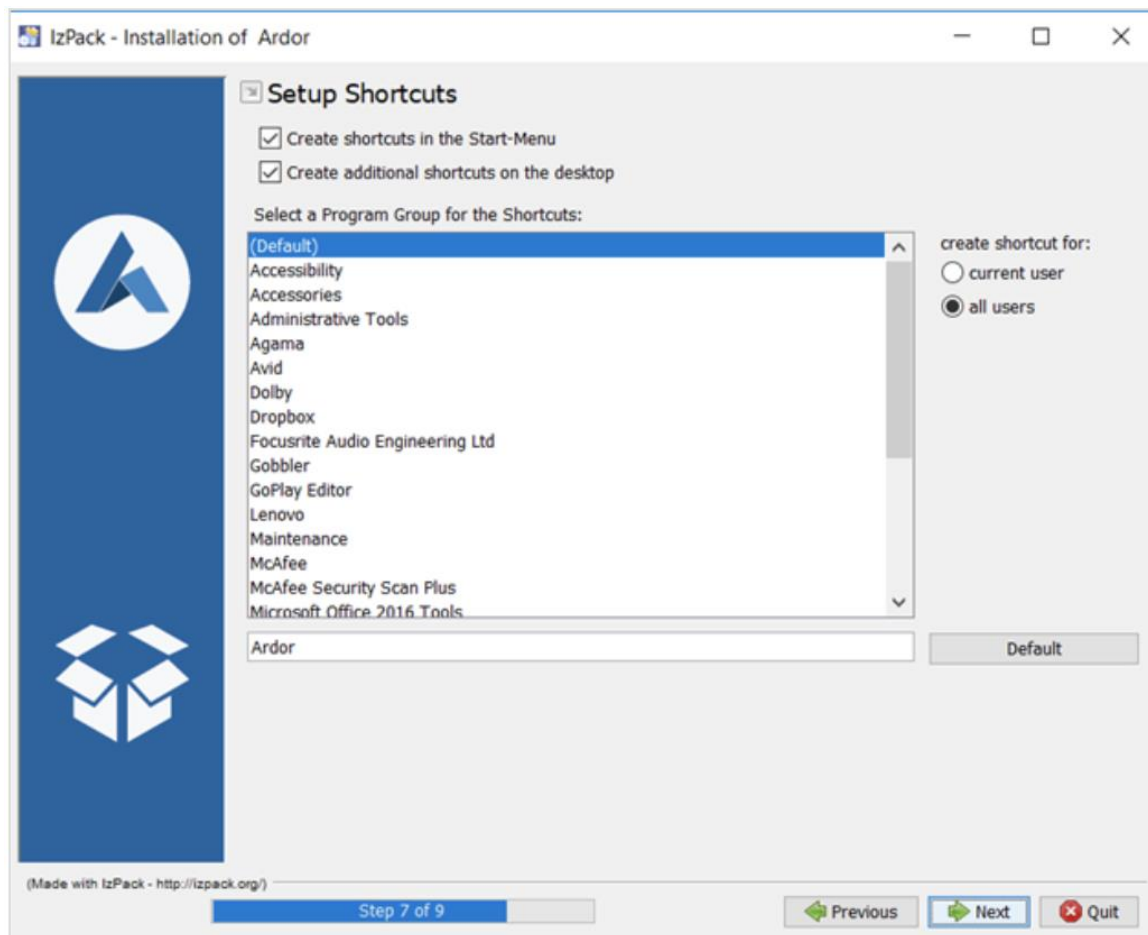 IzPack - Installation of Ardor
Setup Shortcuts
Create shortcuts in the Start-Menu
Create additional shortcuts on the desktop
Select a Program Group for the Shortcuts:
(Default)
Accessibility
Accessories
Administrative Tools
Agama
Avid
Dolby
Dropbox
Focusrite Audio Engineering Ltd
Gobbler
GoPlay Editor
Lenovo
Maintenance
McAfee
McAfee Security Scan Plus
Microsoft Office 2016 Tools
create shortcut for:
current user
all users
Ardor
Default
(Made with IzPack - http://izpack.org/)
Step 7 of 9
Previous
Next
Quit